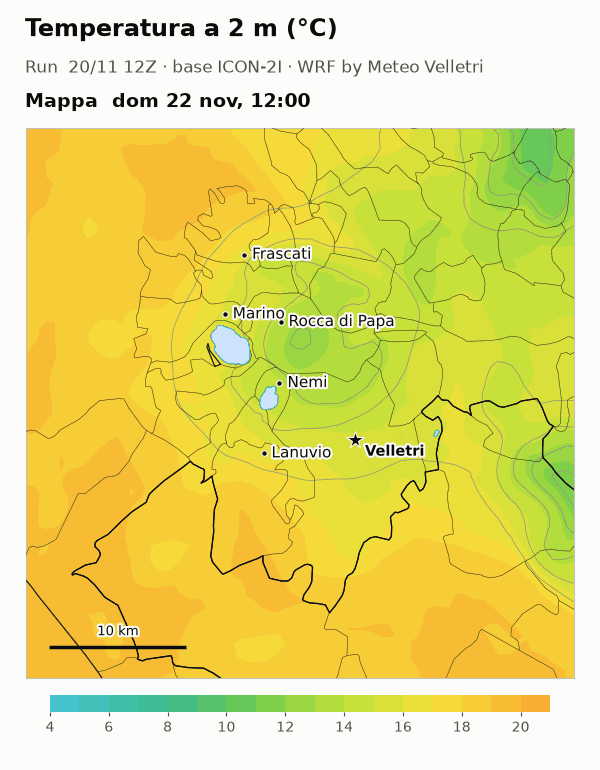 Temperatura a 2 m (°C)
Run  20/11 12Z · base ICON-2I · WRF by Meteo Velletri
Mappa  dom 22 nov, 12:00
Frascati
Marino
Rocca di Papa
Nemi
Velletri
Lanuvio
10 km
4 6 8 10 12 14 16 18 20